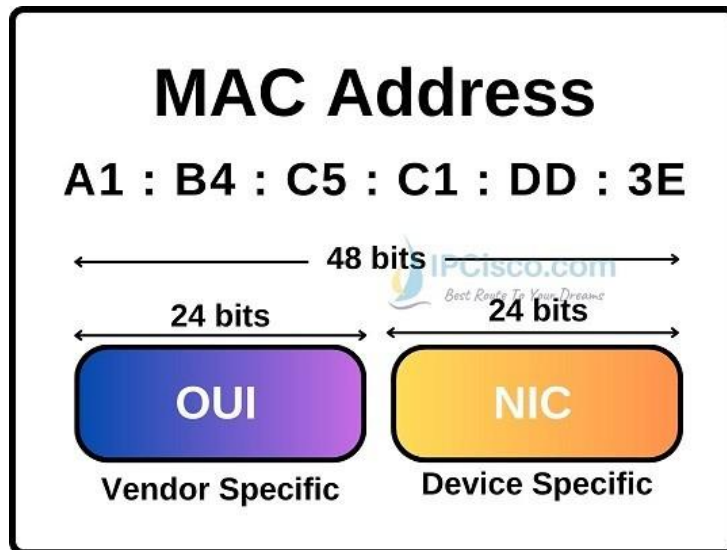 MAC Address
A1 : B4 : C5 : C1 : DD : 3E
48 bits
IPCisco.com
Best Route To Your Dreams
24 bits
24 bits
OUI
NIC
Vendor Specific
Device Specific